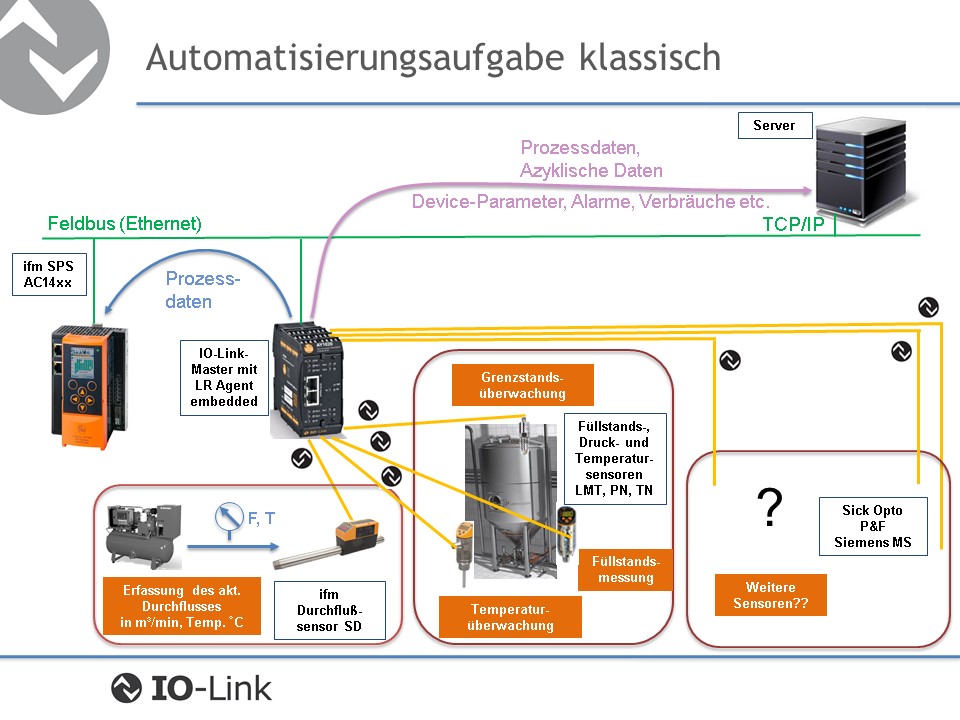 Automatisierungsaufgabe klassisch
Server
Prozessdaten,
Azyklische Daten
Device-Parameter, Alarme, Verbräuche etc.
Feldbus (Ethernet)
TCP/IP
ifm SPS
AC14xx
Prozess-
daten
IO-Link-
Master mit
LR Agent
embedded
Grenzstands-
überwachung
Füllstands-,
Druck- und
Temperatur-
sensoren
LMT, PN, TN
F, T
?
Sick Opto
P&F
Siemens MS
Füllstands-
messung
Erfassung des akt.
Durchflusses
in m³/min, Temp. °C
ifm
Durchfluß-
sensor SD
Temperatur-
überwachung
Weitere
Sensoren??
IO-Link